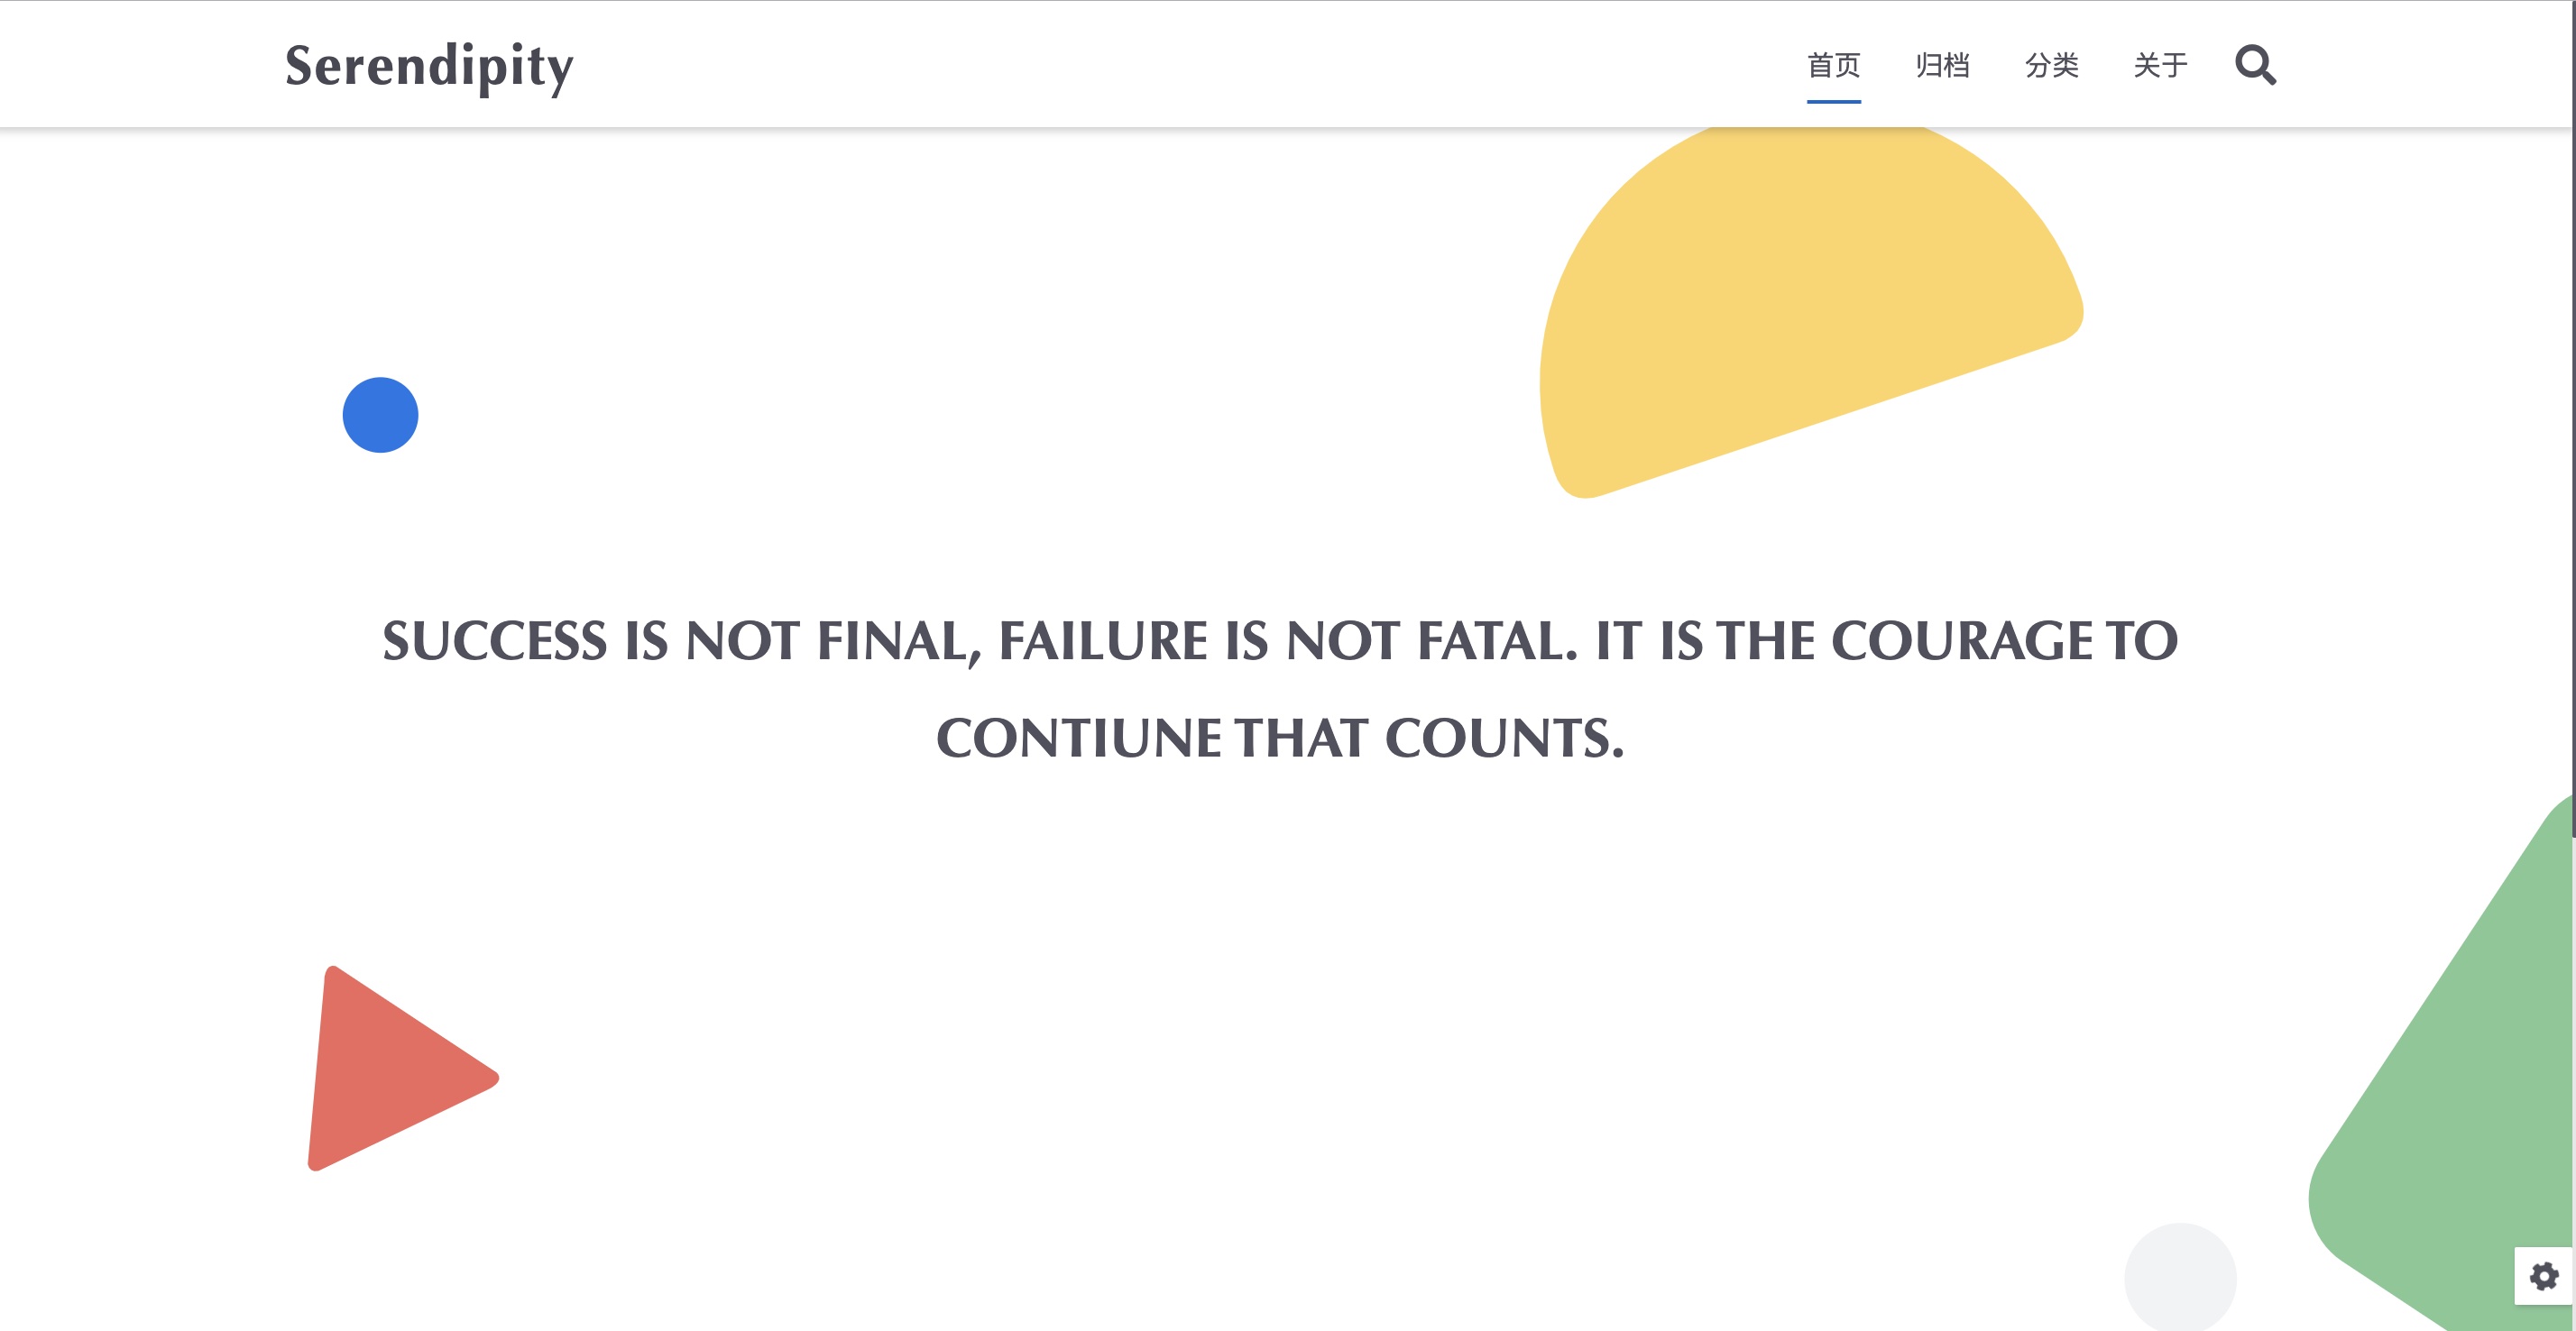 Serendipity
首页 归档 分类 关于
SUCCESS IS NOT FINAL, FAILURE IS NOT FATAL. IT IS THE COURAGE TO
CONTIUNE THAT COUNTS.